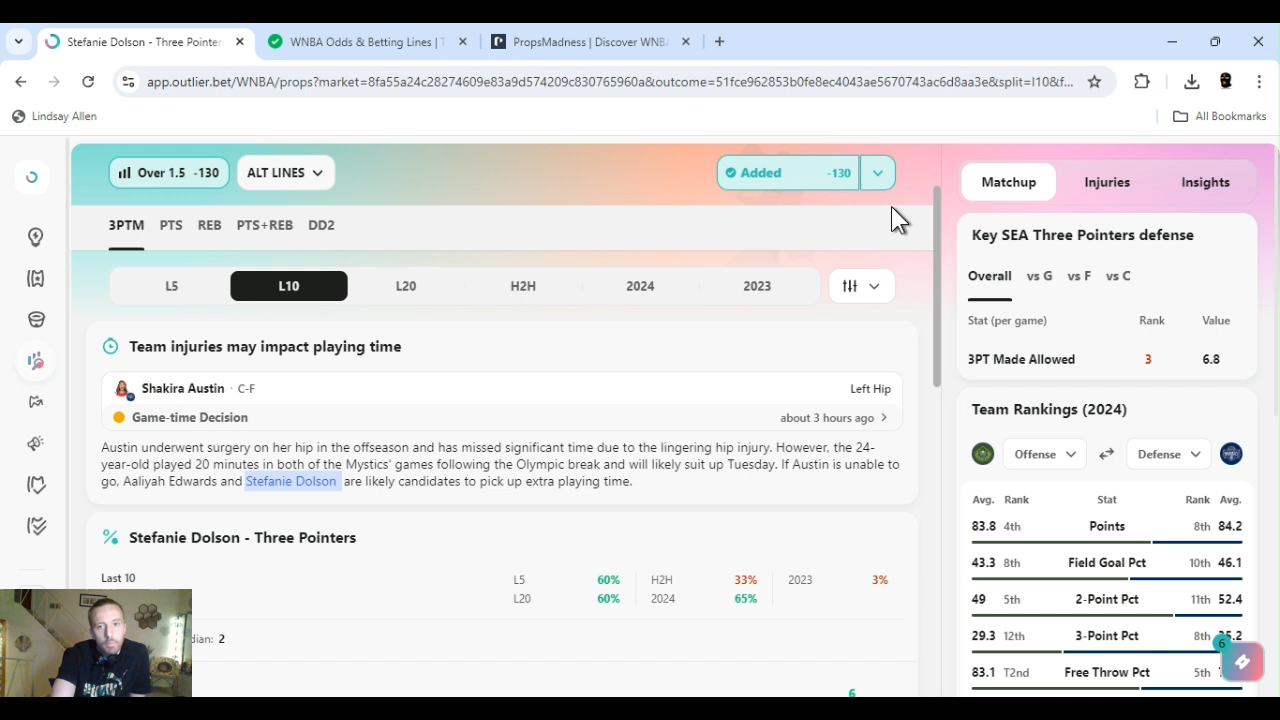 Stefanie Dolson - Three Pointer
WNBA Odds & Betting Lines | T
PropsMadness | Discover WNB
app.outlier.bet/WNBA/props?market=8fa55a24c28274609e83a9d574209c830765960a&outcome=51fce962853b0fe8ec4043ae5670743ac6d8aa3e&split=l10&f...
Lindsay Allen
All Bookmarks
Over 1.5 -130
ALT LINES
Added -130
3PTM PTS REB PTS+REB DD2
L5 L10 L20 H2H 2024 2023
Team injuries may impact playing time
Shakira Austin · C-F
Left Hip
Game-time Decision
about 3 hours ago
Austin underwent surgery on her hip in the offseason and has missed significant time due to the lingering hip injury. However, the 24-
year-old played 20 minutes in both of the Mystics' games following the Olympic break and will likely suit up Tuesday. If Austin is unable to
go, Aaliyah Edwards and Stefanie Dolson are likely candidates to pick up extra playing time.
Stefanie Dolson - Three Pointers
Last 10
L5 60% H2H 33% 2023 3%
L20 60% 2024 65%
dian: 2
6
Matchup Injuries Insights
Key SEA Three Pointers defense
Overall vs G vs F vs C
Stat (per game) Rank Value
3PT Made Allowed 3 6.8
Team Rankings (2024)
Offense Defense
Avg. Rank Stat Rank Avg.
83.8 4th Points 8th 84.2
43.3 8th Field Goal Pct 10th 46.1
49 5th 2-Point Pct 11th 52.4
29.3 12th 3-Point Pct 8th 5.2
6
83.1 T2nd Free Throw Pct 5th